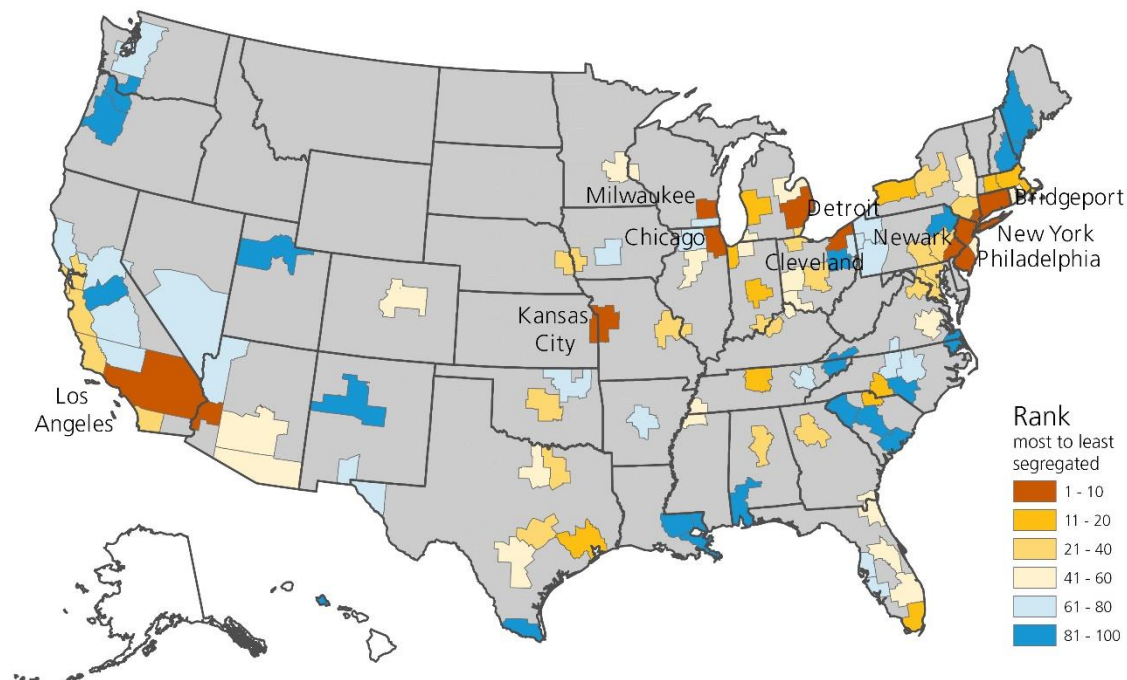 Milwaukee
Detroit
Bridgeport
Chicago
Cleveland
Newark
New York
Philadelphia
Kansas
City
Los
Angeles
Rank
most to least
segregated
1 - 10
11 - 20
21 - 40
41 - 60
61 - 80
81 - 100